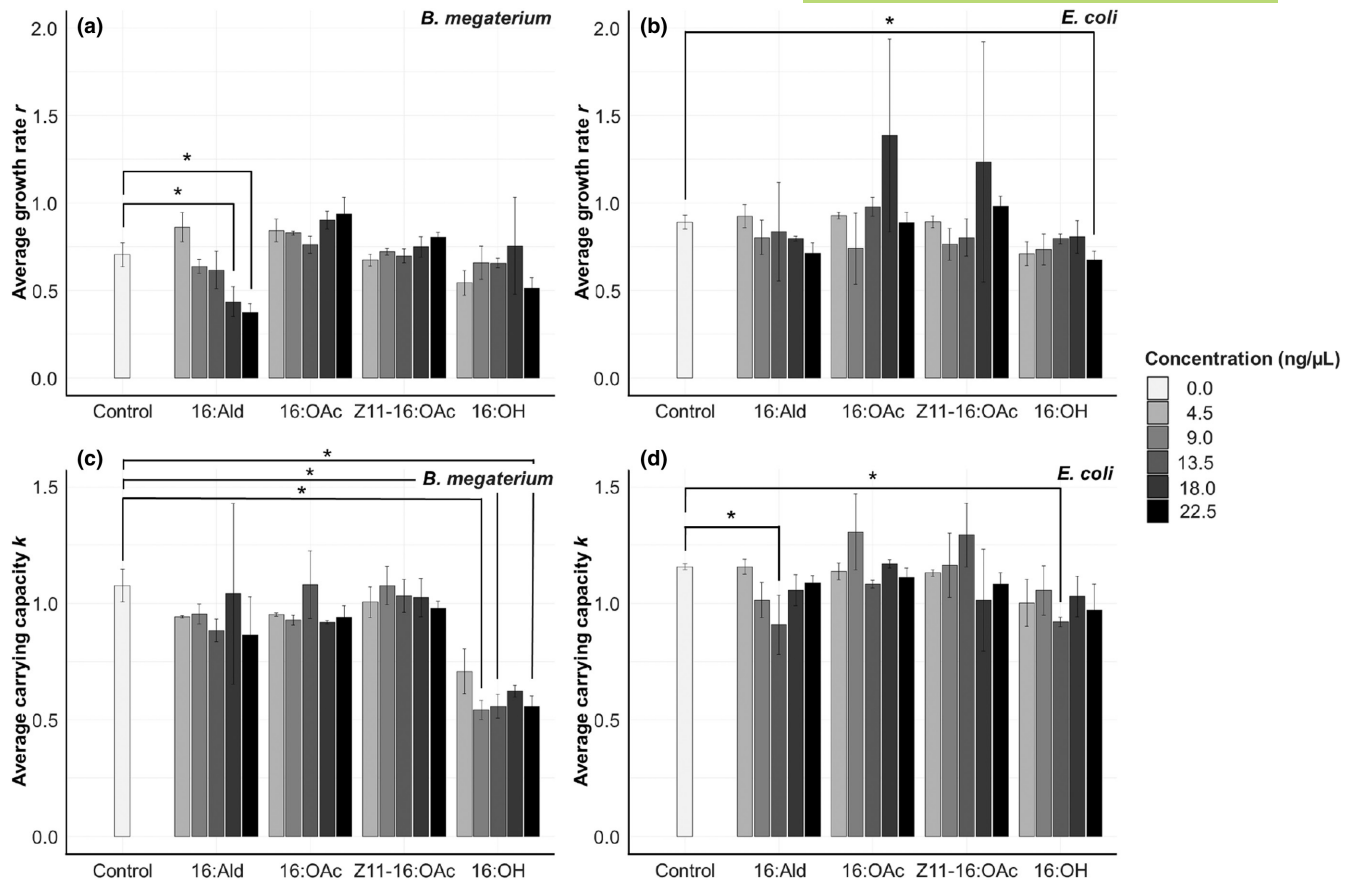 (a)
B. megaterium
2.0
1.5
1.0
0.5
0.0
Average growth rate r
*
*
Control 16:Ald 16:OAc Z11-16:OAc 16:OH
(b)
E. coli
2.0
1.5
1.0
0.5
0.0
Average growth rate r
*
Control 16:Ald 16:OAc Z11-16:OAc 16:OH
(c)
B. megaterium
1.5
1.0
0.5
0.0
Average carrying capacity k
*
*
*
Control 16:Ald 16:OAc Z11-16:OAc 16:OH
(d)
E. coli
1.5
1.0
0.5
0.0
Average carrying capacity k
*
*
Control 16:Ald 16:OAc Z11-16:OAc 16:OH
Concentration (ng/μL)
0.0
4.5
9.0
13.5
18.0
22.5